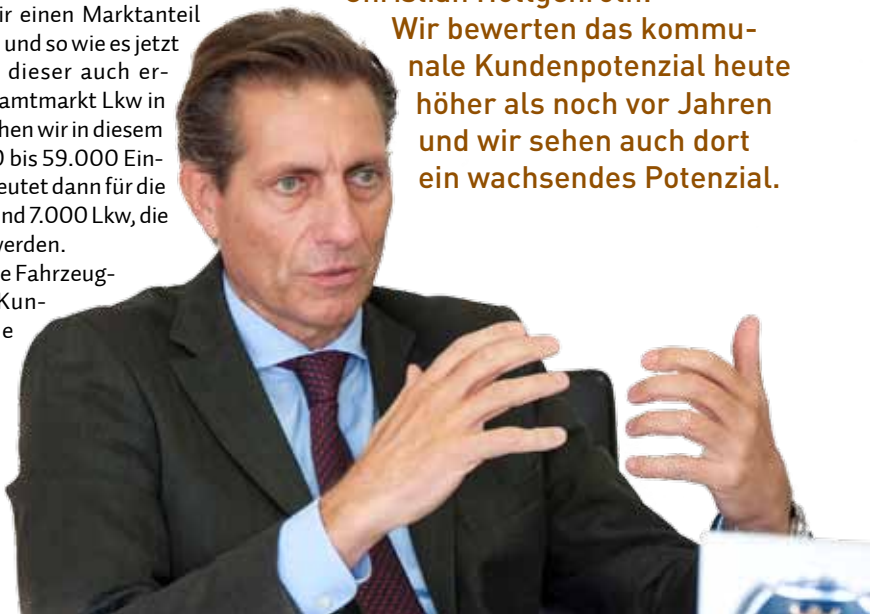 ir einen Marktanteil
und so wie es jetzt
dieser auch er-
amtmarkt Lkw in
hen wir in diesem
0 bis 59.000 Ein-
eutet dann für die
nd 7.000 Lkw, die
werden.
e Fahrzeug-
Kun-
e
Wir bewerten das kommu-
nale Kundenpotenzial heute
höher als noch vor Jahren
und wir sehen auch dort
ein wachsendes Potenzial.